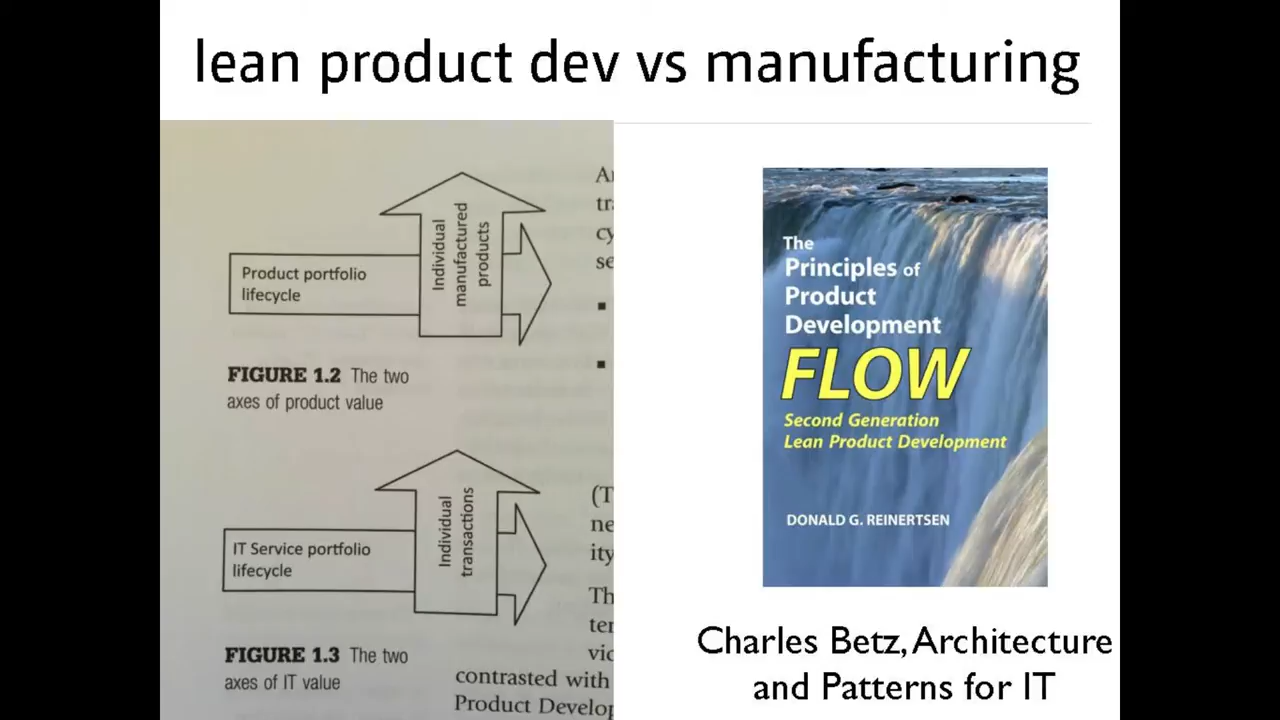 lean product dev vs manufacturing
Individual
manufactured
products
Product portfolio
lifecycle
FIGURE 1.2 The two
axes of product value
Individual
transactions
IT Service portfolio
lifecycle
FIGURE 1.3 The two
axes of IT value
contrasted with
Product
The
Principles of
Product
Development
FLOW
Second Generation
Lean Product Development
DONALD G. REINERTSEN
Charles Betz, Architecture
and Patterns for IT